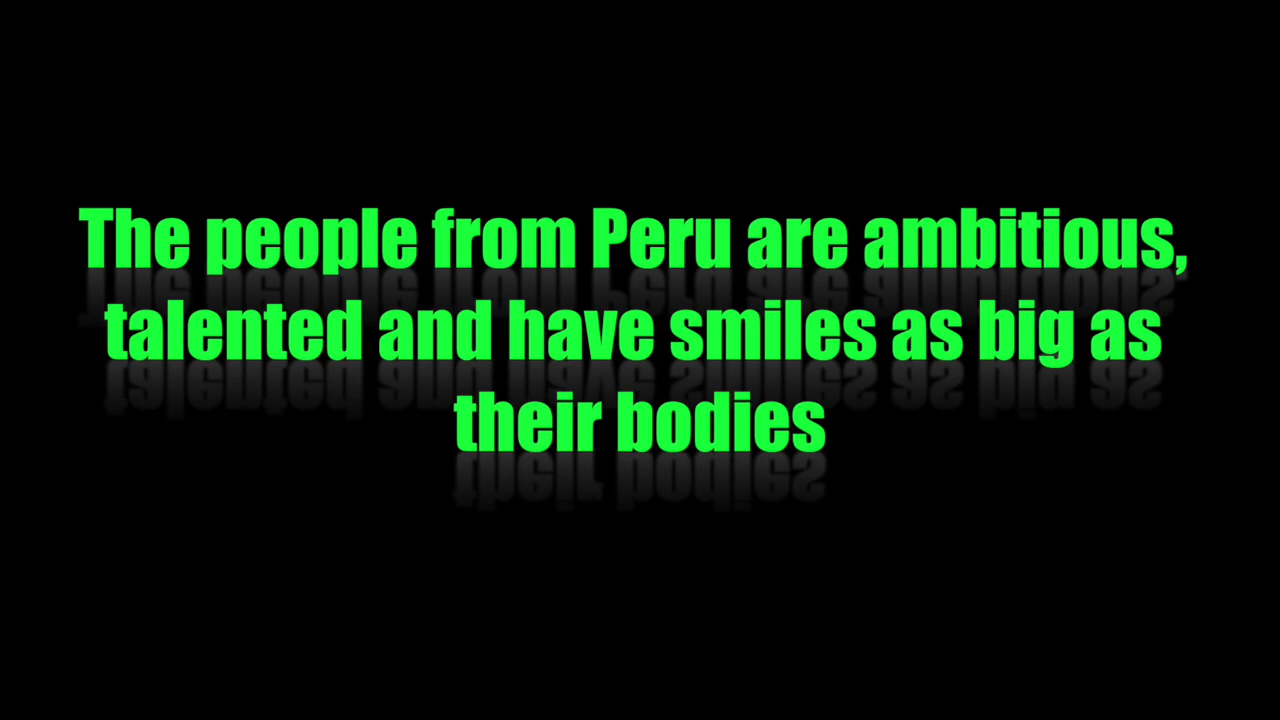 The people from Peru are ambitious,
talented and have smiles as big as
their bodies